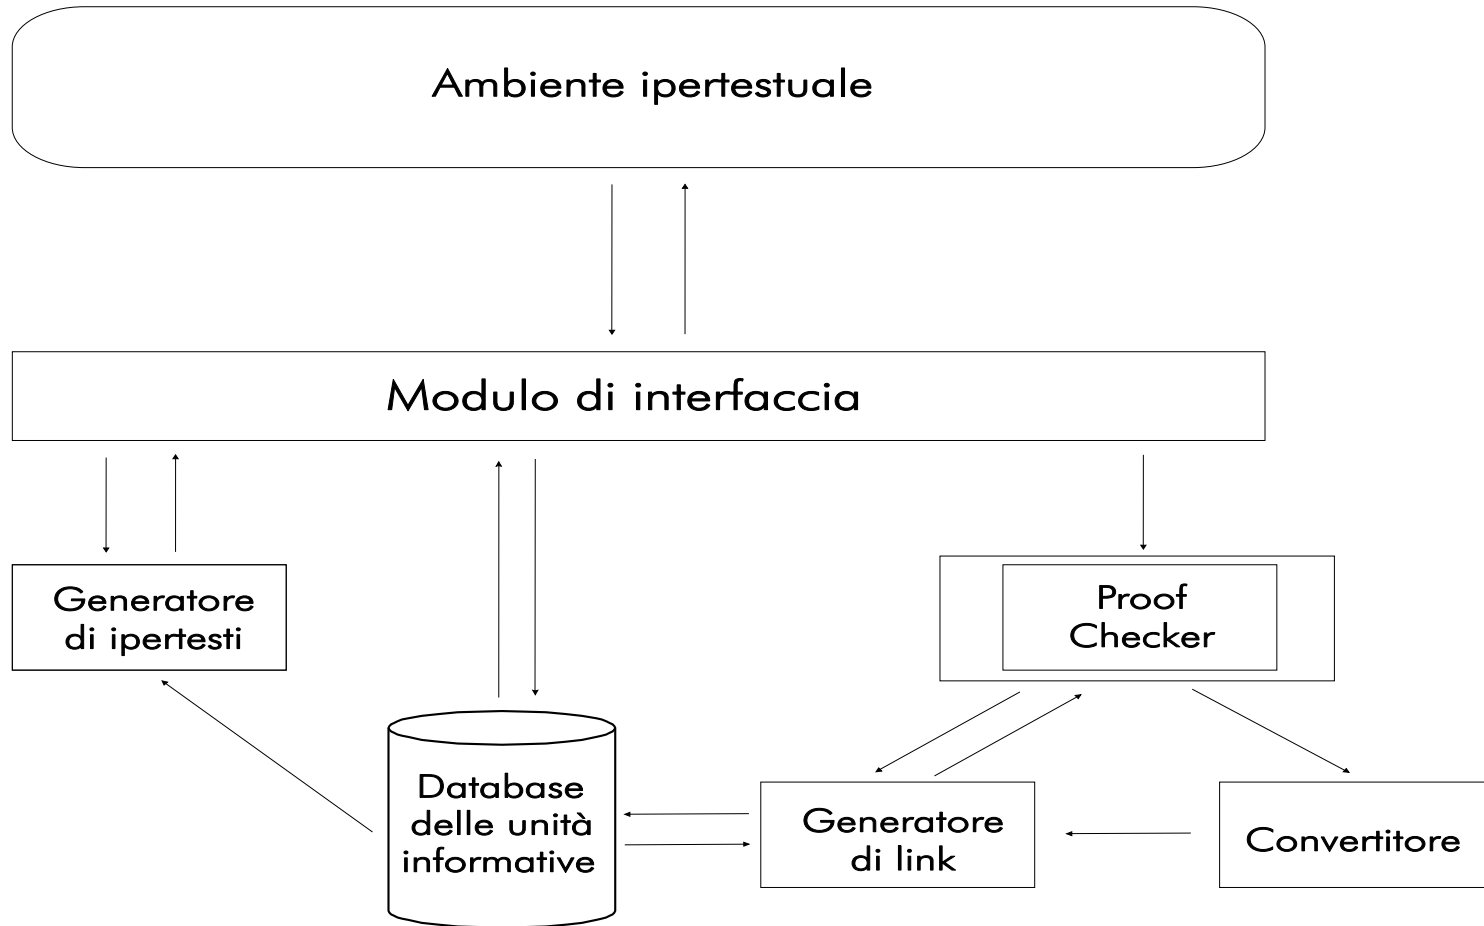 Ambiente ipertestuale
Modulo di interfaccia
Generatore
di ipertesti
Proof
Checker
Database
delle unità
informative
Generatore
di link
Convertitore